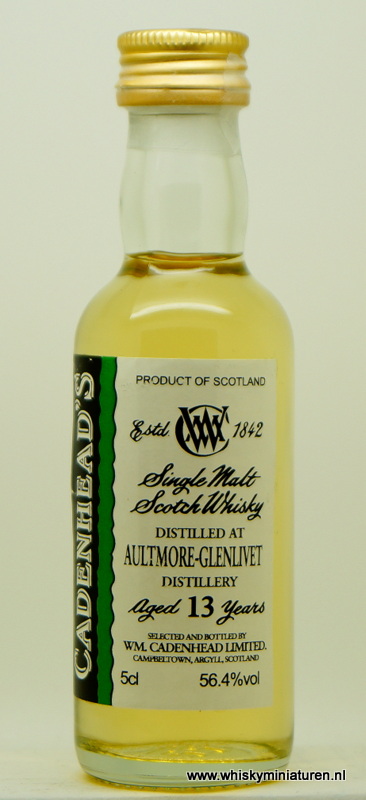 CADENHEAD'S
PRODUCT OF SCOTLAND
Estd. WMC 1842
Single Malt
Scotch Whisky
DISTILLED AT
AULTMORE-GLENLIVET
DISTILLERY
Aged 13 Years
SELECTED AND BOTTLED BY
WM. CADENHEAD LIMITED.
CAMPBELTOWN, ARGYLL, SCOTLAND
5cl 56.4%vol
www.whiskyminiaturen.nl